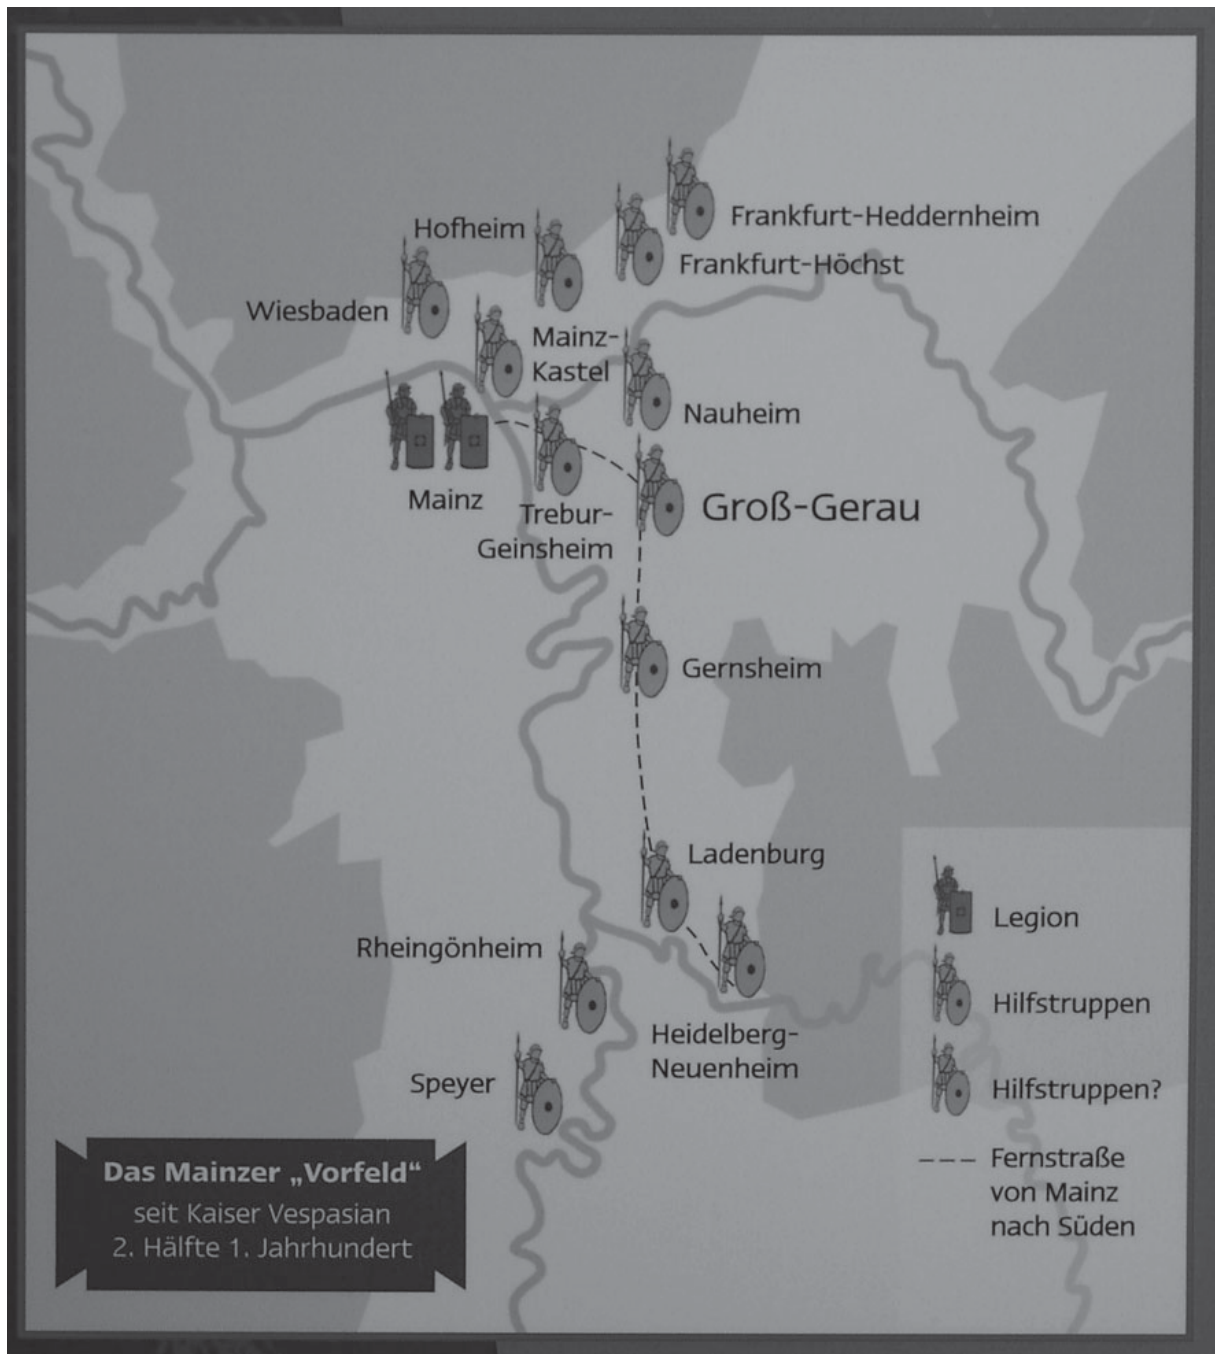 Frankfurt-Heddernheim
Hofheim
Frankfurt-Höchst
Wiesbaden
Mainz-
Kastel
Nauheim
Mainz
Groß-Gerau
Trebur-
Geinsheim
Gernsheim
Ladenburg
Rheingönheim
Heidelberg-
Neuenheim
Speyer
Legion
Hilfstruppen
Hilfstruppen?
Fernstraße
von Mainz
nach Süden
Das Mainzer „Vorfeld“
seit Kaiser Vespasian
2. Hälfte 1. Jahrhundert